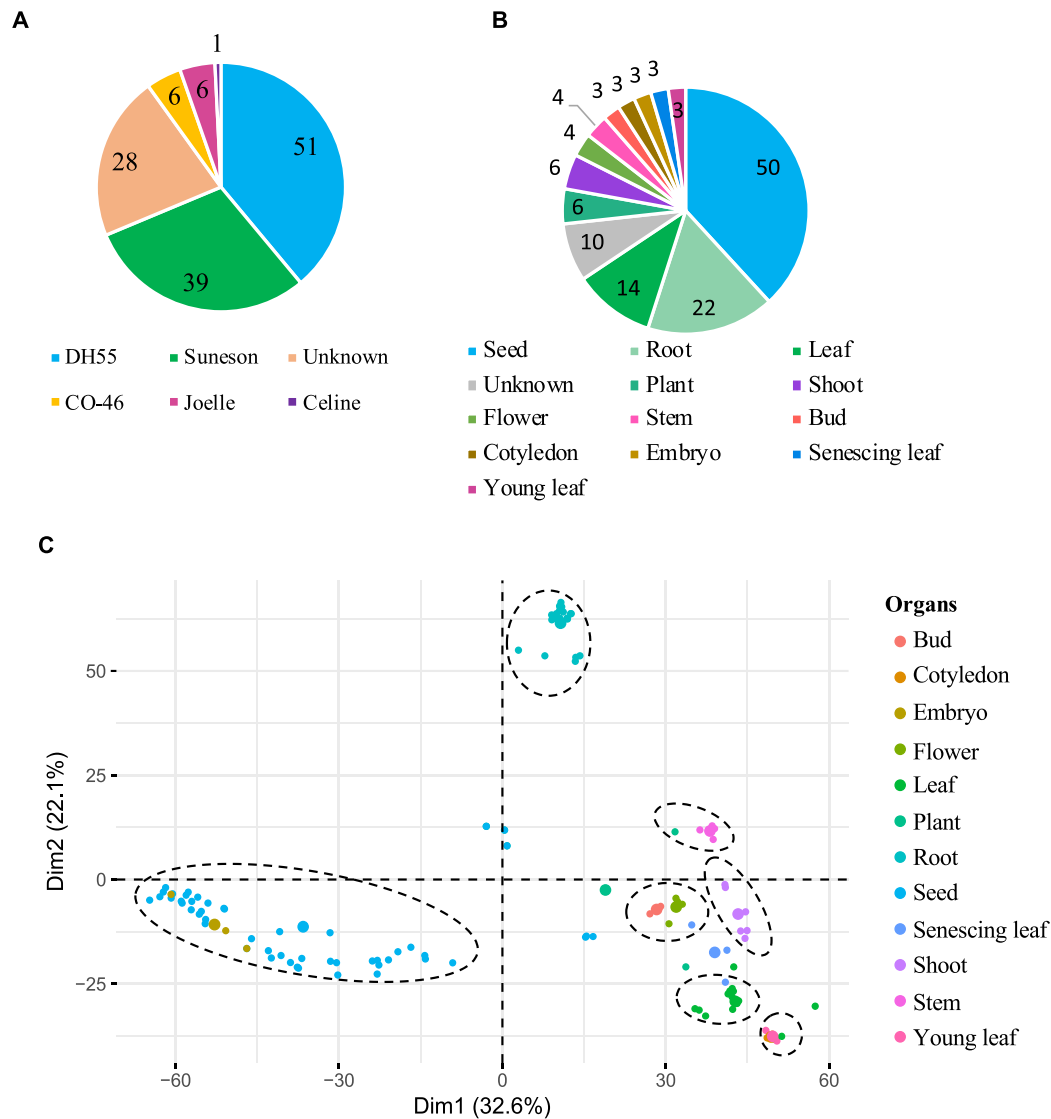 A
B
1
6
6
51
28
39
3
3
3
3
4
4
3
6
50
6
10
14
22
DH55
Suneson
Unknown
CO-46
Joelle
Celine
Seed
Root
Leaf
Unknown
Plant
Shoot
Flower
Stem
Bud
Cotyledon
Embryo
Senescing leaf
Young leaf
C
Dim2 (22.1%)
50
25
0
−25
−60
−30
0
30
60
Dim1 (32.6%)
Organs
Bud
Cotyledon
Embryo
Flower
Leaf
Plant
Root
Seed
Senescing leaf
Shoot
Stem
Young leaf